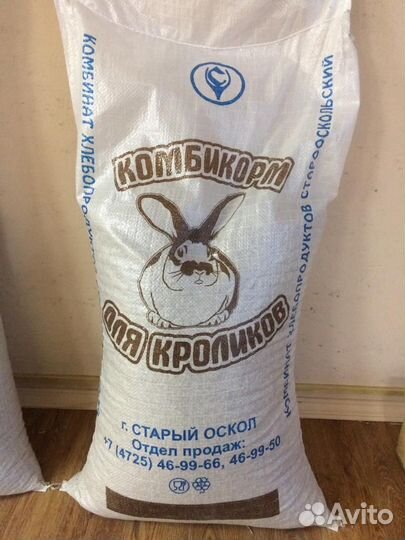 КОМБИКОРМ
ДЛЯ КРОЛИКОВ
г. СТАРЫЙ ОСКОЛ
Отдел продаж:
+7 (4725) 46-99-66, 46-99-50
КОМБИНАТ ХЛЕБОПРОДУКТОВ
КОМБИНАТ ХЛЕБОПРОДУКТОВ СТАРООСКОЛЬСКИЙ
Avito